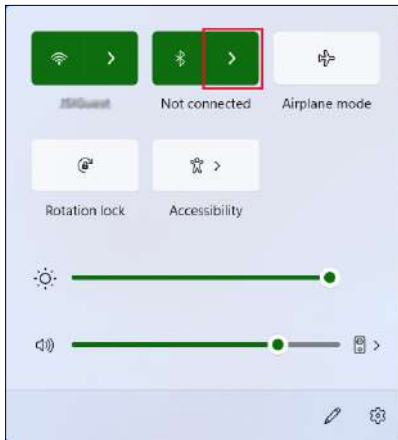 Not connected
Airplane mode
Rotation lock
Accessibility